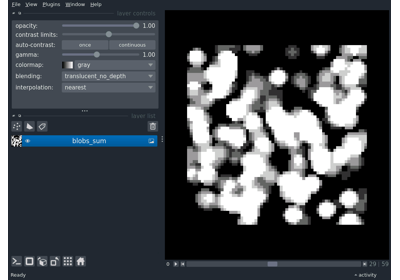 File View Plugins Window Help
layer controls
opacity: 1.00
contrast limits:
auto-contrast: once continuous
gamma: 1.00
colormap: gray
blending: translucent_no_depth
interpolation: nearest
layer list
blobs_sum
29 59
Ready
activity